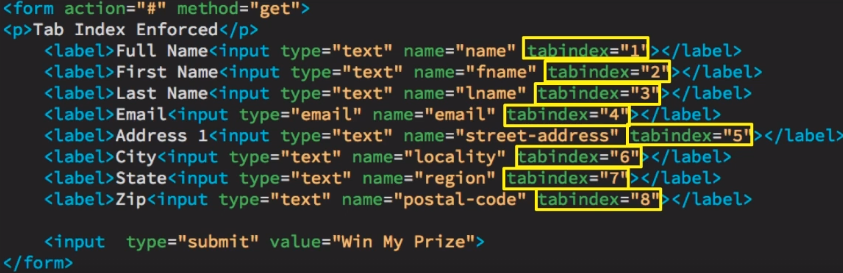 <form action="#" method="get">
<p>Tab Index Enforced</p>
<label>Full Name<input type="text" name="name" tabindex="1"></label>
<label>First Name<input type="text" name="fname" tabindex="2"></label>
<label>Last Name<input type="text" name="lname" tabindex="3"></label>
<label>Email<input type="email" name="email" tabindex="4"></label>
<label>Address 1<input type="text" name="street-address" tabindex="5"></label>
<label>City<input type="text" name="locality" tabindex="6"></label>
<label>State<input type="text" name="region" tabindex="7"></label>
<label>Zip<input type="text" name="postal-code" tabindex="8"></label>
<input  type="submit" value="Win My Prize">
</form>